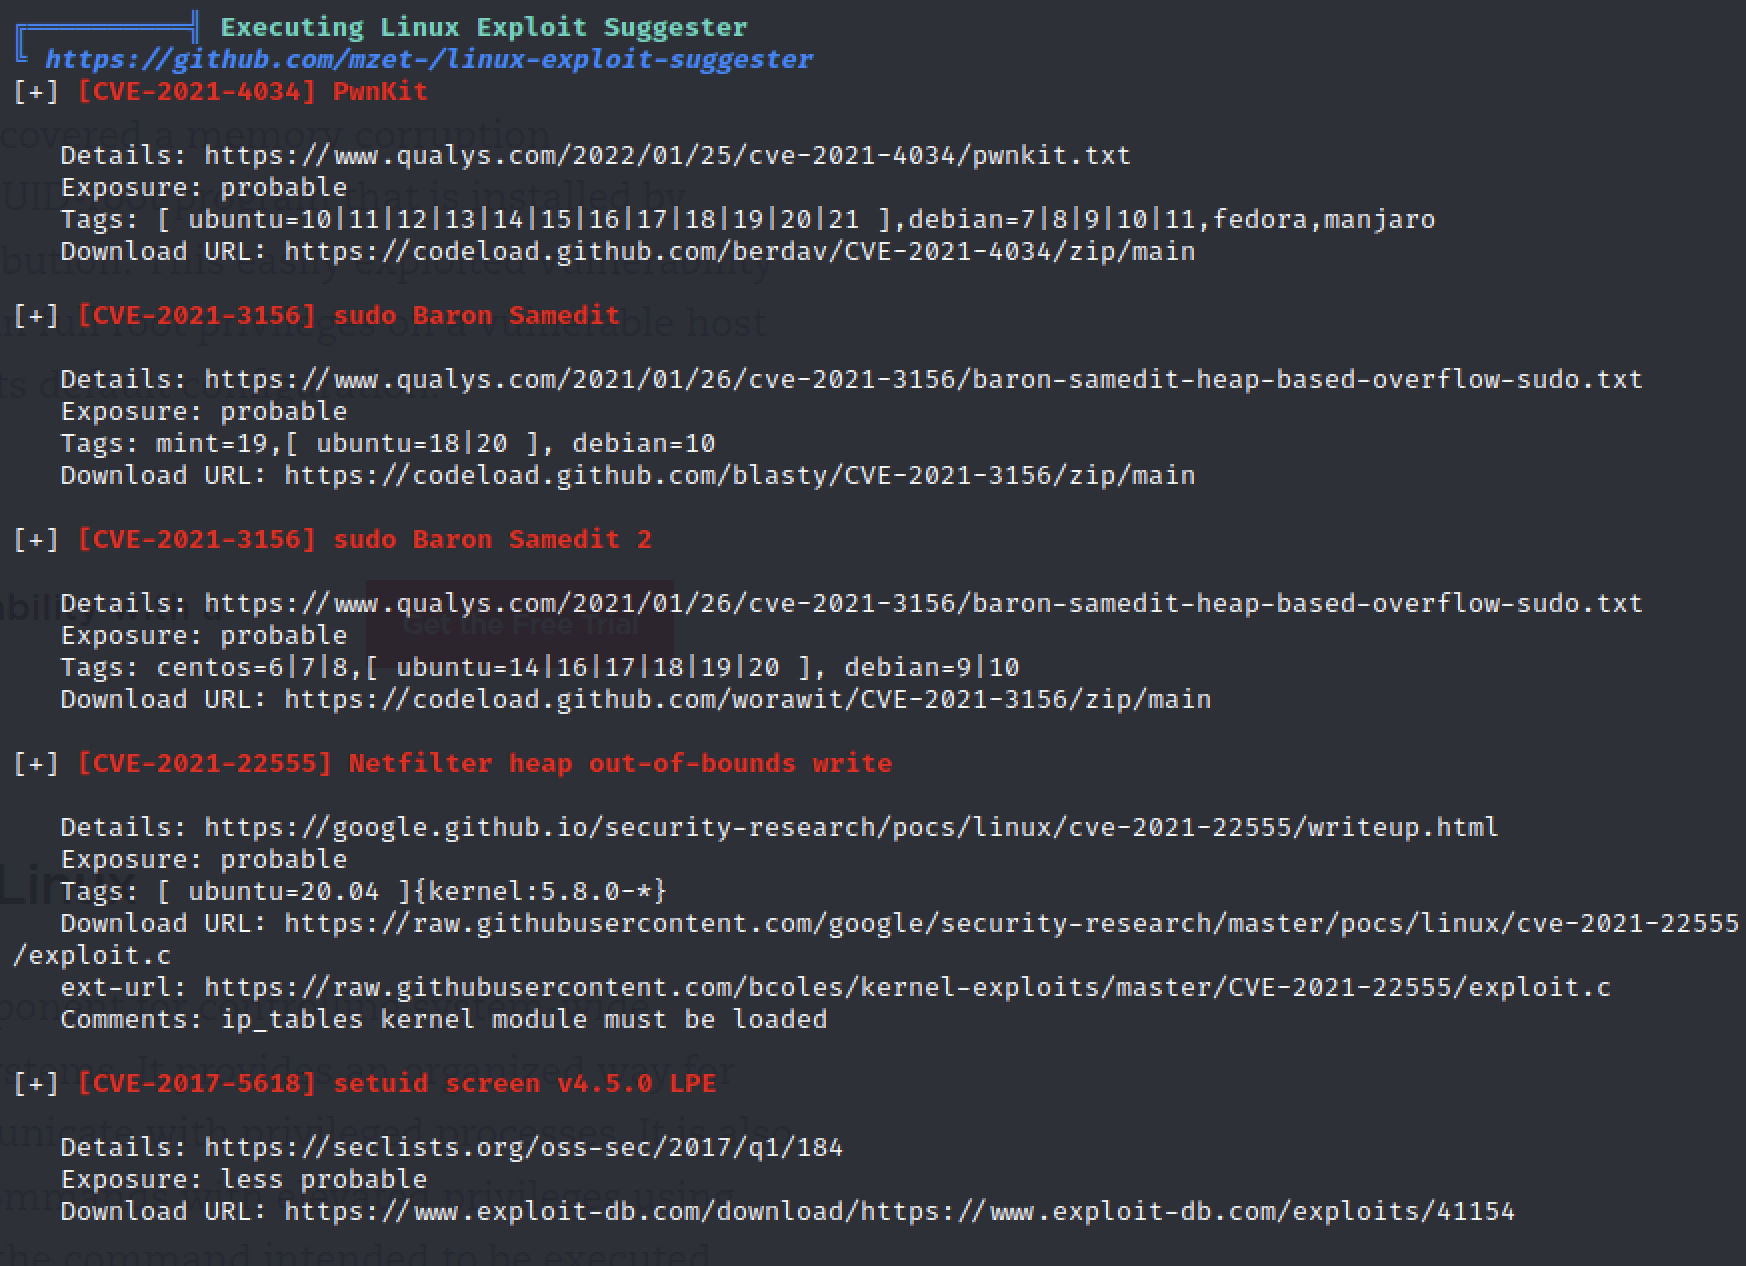 Executing Linux Exploit Suggester
https://github.com/mzet-/linux-exploit-suggester
[+] [CVE-2021-4034] PwnKit
covered a memory corruption
Details: https://www.qualys.com/2022/01/25/cve-2021-4034/pwnkit.txt
Exposure: probable
Tags: [ ubuntu=10|11|12|13|14|15|16|17|18|19|20|21 ],debian=7|8|9|10|11,fedora,manjaro
Download URL: https://codeload.github.com/berdav/CVE-2021-4034/zip/main
[+] [CVE-2021-3156] sudo Baron Samedit
Details: https://www.qualys.com/2021/01/26/cve-2021-3156/baron-samedit-heap-based-overflow-sudo.txt
Exposure: probable
Tags: mint=19,[ ubuntu=18|20 ], debian=10
Download URL: https://codeload.github.com/blasty/CVE-2021-3156/zip/main
[+] [CVE-2021-3156] sudo Baron Samedit 2
Details: https://www.qualys.com/2021/01/26/cve-2021-3156/baron-samedit-heap-based-overflow-sudo.txt
Get the Free Trial
Exposure: probable
Tags: centos=6|7|8,[ ubuntu=14|16|17|18|19|20 ], debian=9|10
Download URL: https://codeload.github.com/worawit/CVE-2021-3156/zip/main
[+] [CVE-2021-22555] Netfilter heap out-of-bounds write
Details: https://google.github.io/security-research/pocs/linux/cve-2021-22555/writeup.html
Exposure: probable
Linux
Tags: [ ubuntu=20.04 ]{kernel:5.8.0-*}
Download URL: https://raw.githubusercontent.com/google/security-research/master/pocs/linux/cve-2021-22555
/exploit.c
ext-url: https://raw.githubusercontent.com/bcoles/kernel-exploits/master/CVE-2021-22555/exploit.c
Comments: ip_tables kernel module must be loaded
[+] [CVE-2017-5618] setuid screen v4.5.0 LPE
Details: https://seclists.org/oss-sec/2017/q1/184
Exposure: less probable
Download URL: https://www.exploit-db.com/download/https://www.exploit-db.com/exploits/41154
the command intended to be executed